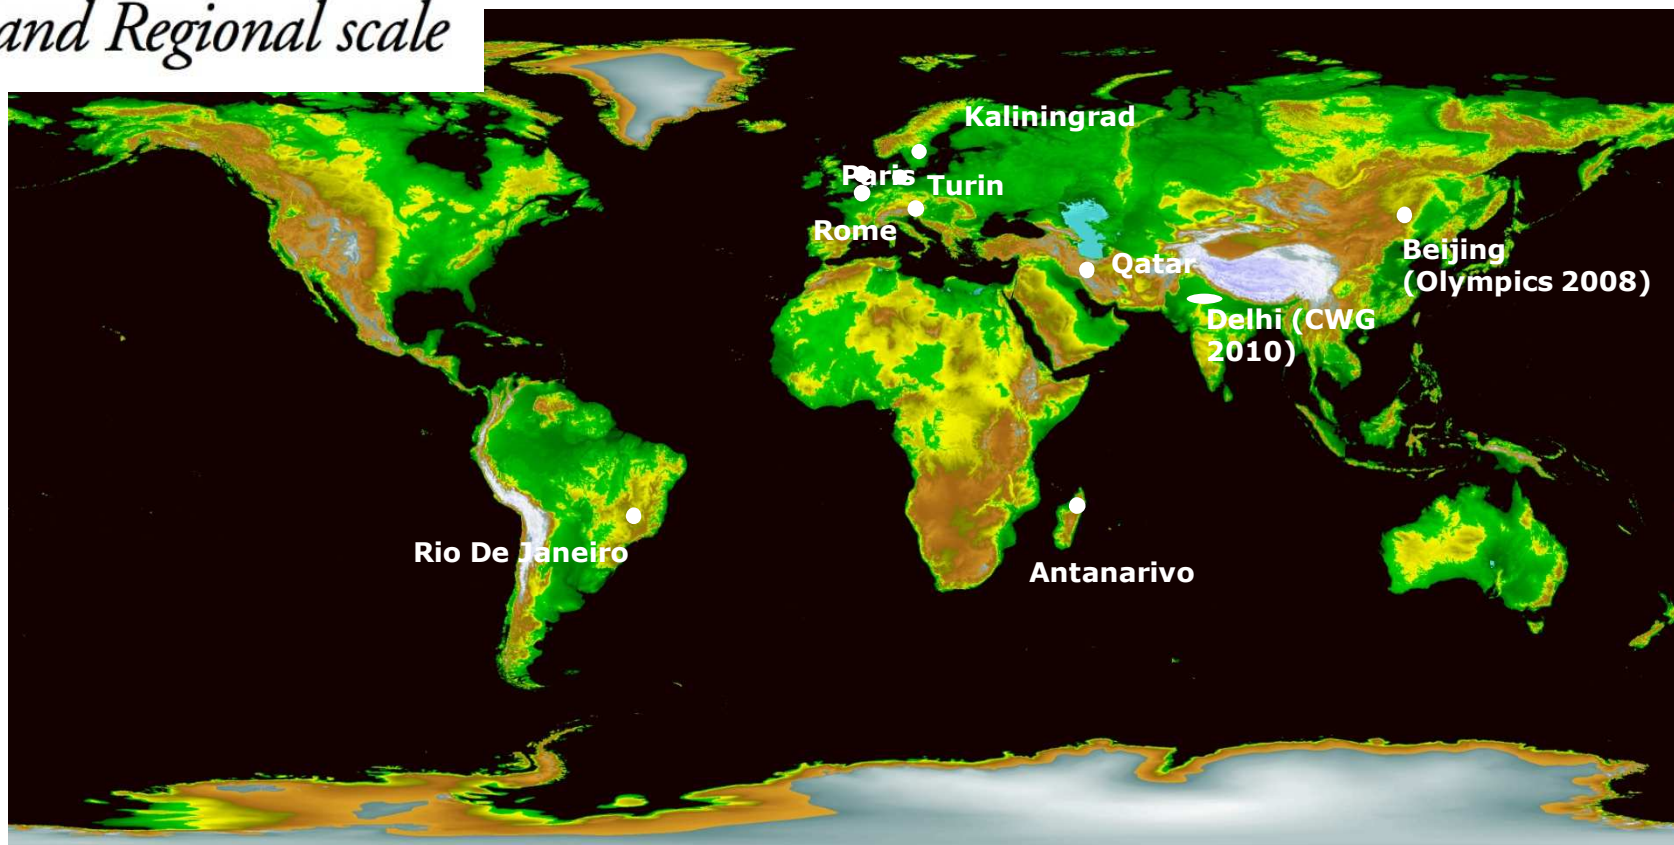 and Regional scale
Kaliningrad
Paris
Turin
Rome
Qatar
Beijing
(Olympics 2008)
Delhi (CWG
2010)
Rio De Janeiro
Antanarivo